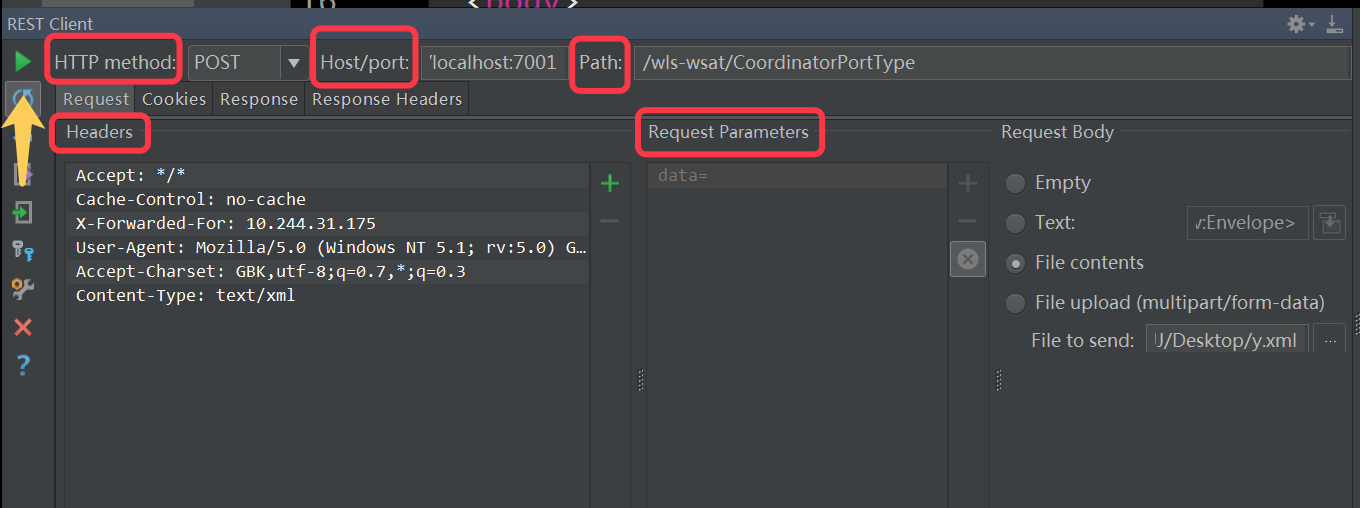 16 <body>
REST Client
HTTP method: POST Host/port: /localhost:7001 Path: /wls-wsat/CoordinatorPortType
Request Cookies Response Response Headers
Headers
Accept: */*
Cache-Control: no-cache
X-Forwarded-For: 10.244.31.175
User-Agent: Mozilla/5.0 (Windows NT 5.1; rv:5.0) G...
Accept-Charset: GBK,utf-8;q=0.7,*;q=0.3
Content-Type: text/xml
Request Parameters
data=
Request Body
Empty
Text: v:Envelope>
File contents
File upload (multipart/form-data)
File to send: /Desktop/y.xml ...